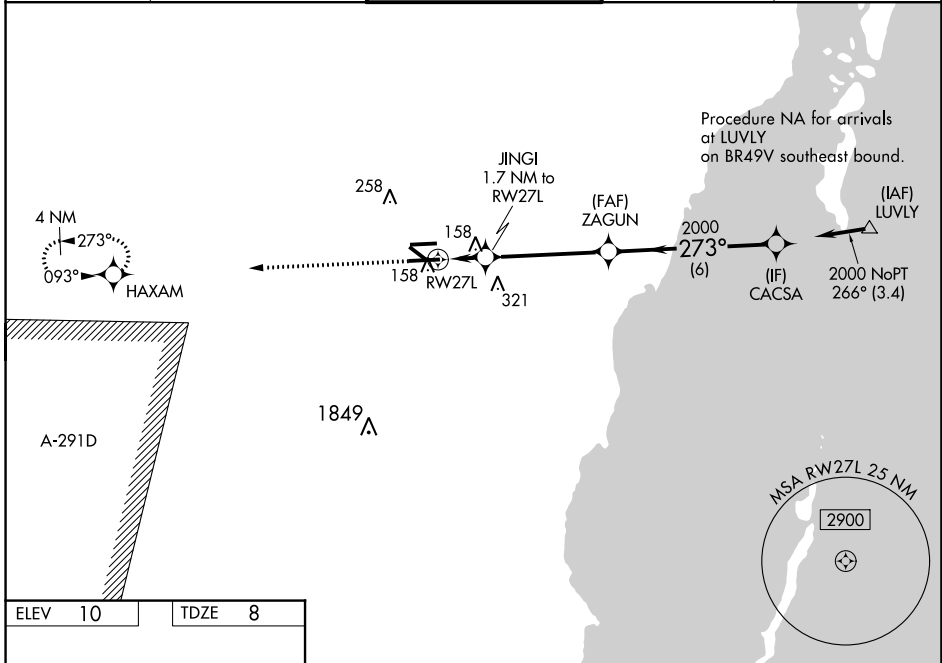 Procedure NA for arrivals
at LUVLY
on BR49V southeast bound.
JINGI
1.7 NM to
RW27L
258
(FAF)
ZAGUN
(IAF)
LUVLY
4 NM
273°
093°
HAXAM
158
158
RW27L
321
2000
273°
(6)
(IF)
CACSA
2000 NoPT
266° (3.4)
1849
A-291D
MSA RW27L 25 NM
2900
ELEV 10
TDZE 8